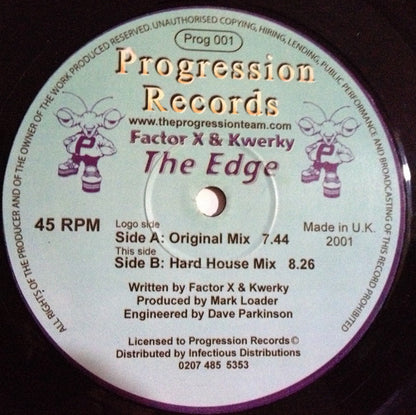 ALL RIGHTS OF THE PRODUCER AND OF THE OWNER OF THE WORK PRODUCED RESERVED. UNAUTHORISED COPYING, HIRING, LENDING, PUBLIC PERFORMANCE AND BROADCASTING OF THIS RECORD PROHIBITED
Prog 001
Progression
Records
www.theprogressionteam.com
Factor X & Kwerky
The Edge
P P
45 RPM
Logo side
Side A: Original Mix 7.44
This side
Side B: Hard House Mix 8.26
Made in U.K.
2001
Written by Factor X & Kwerky
Produced by Mark Loader
Engineered by Dave Parkinson
Licensed to Progression Records©
Distributed by Infectious Distributions
0207 485 5353